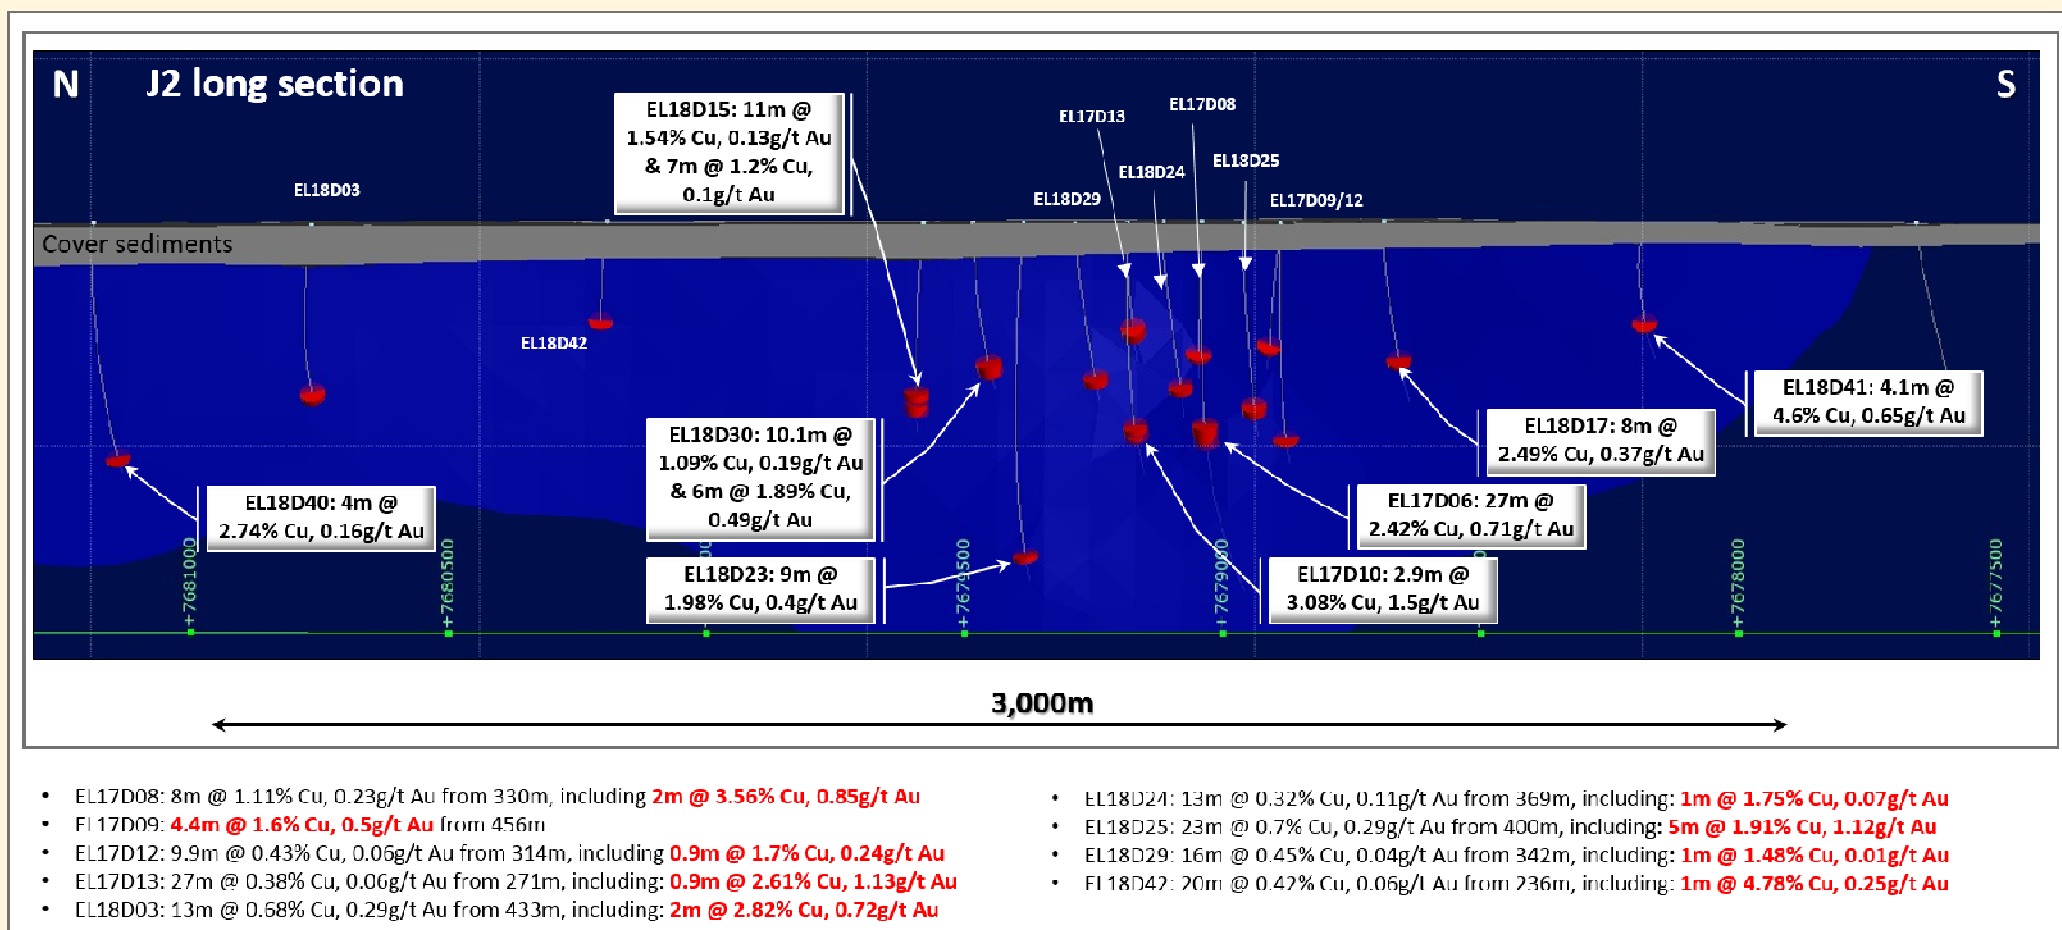 N
J2 long section
S
EL18D15: 11m @
1.54% Cu, 0.13g/t Au
& 7m @ 1.2% Cu,
0.1g/t Au
EL17D08
EL17D13
EL18D25
EL18D24
EL18D03
EL18D29
EL17D09/12
Cover sediments
EL18D42
EL18D41: 4.1m @
4.6% Cu, 0.65g/t Au
EL18D17: 8m @
2.49% Cu, 0.37g/t Au
EL18D30: 10.1m @
1.09% Cu, 0.19g/t Au
& 6m @ 1.89% Cu,
0.49g/t Au
EL18D40: 4m @
2.74% Cu, 0.16g/t Au
EL17D06: 27m @
2.42% Cu, 0.71g/t Au
EL18D23: 9m @
1.98% Cu, 0.4g/t Au
EL17D10: 2.9m @
3.08% Cu, 1.5g/t Au
+7681000
+7680500
+7679500
+7679000
+7678000
+7677500
3,000m
• EL17D08: 8m @ 1.11% Cu, 0.23g/t Au from 330m, including 2m @ 3.56% Cu, 0.85g/t Au
• EL17D09: 4.4m @ 1.6% Cu, 0.5g/t Au from 456m
• EL17D12: 9.9m @ 0.43% Cu, 0.06g/t Au from 314m, including 0.9m @ 1.7% Cu, 0.24g/t Au
• EL17D13: 27m @ 0.38% Cu, 0.06g/t Au from 271m, including: 0.9m @ 2.61% Cu, 1.13g/t Au
• EL18D03: 13m @ 0.68% Cu, 0.29g/t Au from 433m, including: 2m @ 2.82% Cu, 0.72g/t Au
• EL18D24: 13m @ 0.32% Cu, 0.11g/t Au from 369m, including: 1m @ 1.75% Cu, 0.07g/t Au
• EL18D25: 23m @ 0.7% Cu, 0.29g/t Au from 400m, including: 5m @ 1.91% Cu, 1.12g/t Au
• EL18D29: 16m @ 0.45% Cu, 0.04g/t Au from 342m, including: 1m @ 1.48% Cu, 0.01g/t Au
• EL18D42: 20m @ 0.42% Cu, 0.06g/t Au from 236m, including: 1m @ 4.78% Cu, 0.25g/t Au